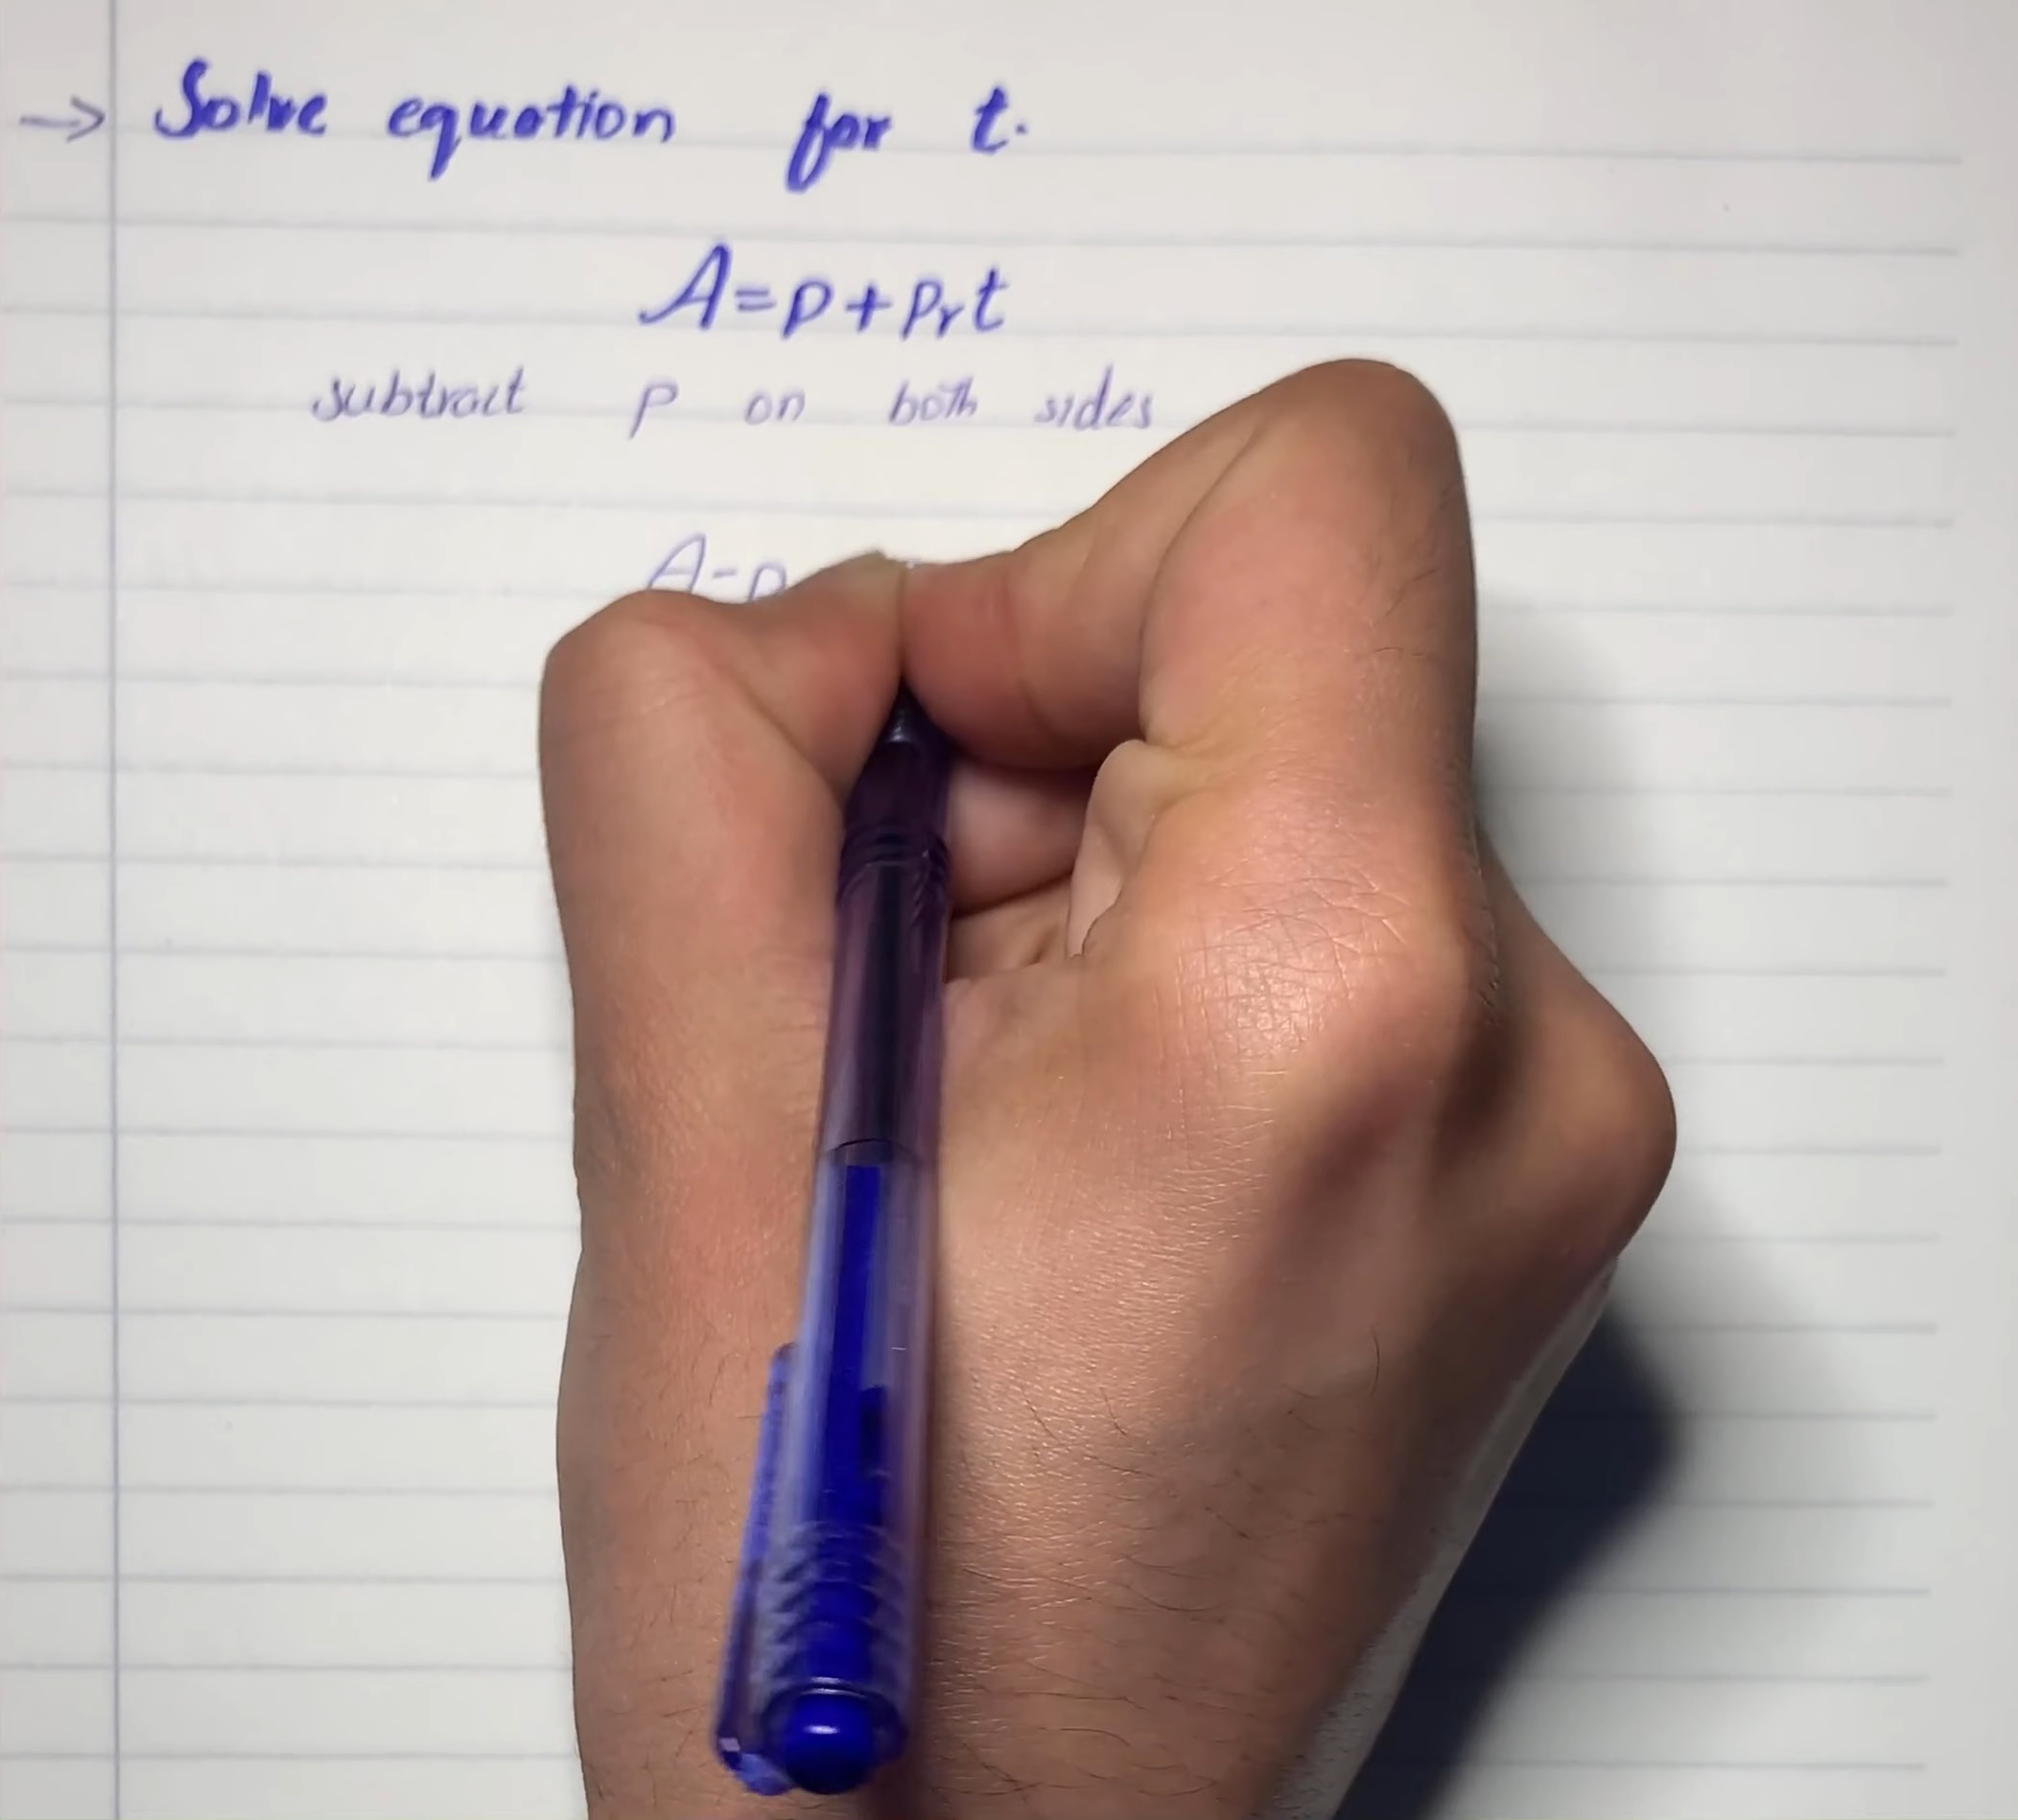 → Solve equation for t.
A=p+prt
subtract p on both sides
A-p